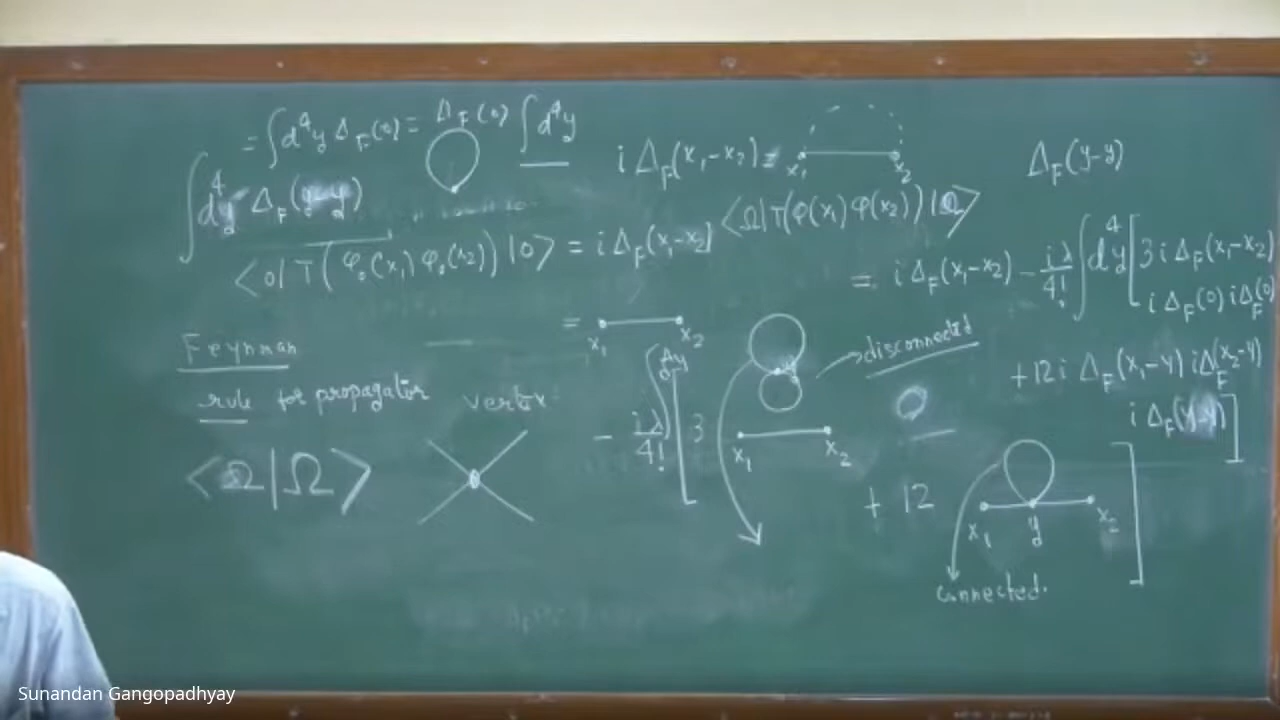 = ∫ d⁴y Δ_F(0) = Δ_F(0) ∫ d⁴y
∫ d⁴y Δ_F(y-y)
⟨0| T(φ₀(x₁) φ₀(x₂)) |0⟩ = i Δ_F(x₁-x₂)
= x₁ x₂
Feynman
rule for propagator vertex
⟨Ω|Ω⟩
i Δ_F(x₁-x₂) = x₁ x₂
Δ_F(y-y)
⟨Ω| T(φ(x₁) φ(x₂)) |Ω⟩
= i Δ_F(x₁-x₂) - iλ/4! ∫ d⁴y [ 3 i Δ_F(x₁-x₂)
i Δ_F(0) i Δ_F(0)
+ 12 i Δ_F(x₁-y) i Δ_F(x₂-y)
i Δ_F(y-y) ]
disconnected
- iλ/4! [ 3 x₁ x₂
+ 12 x₁ y x₂ ]
connected.
Sunandan Gangopadhyay